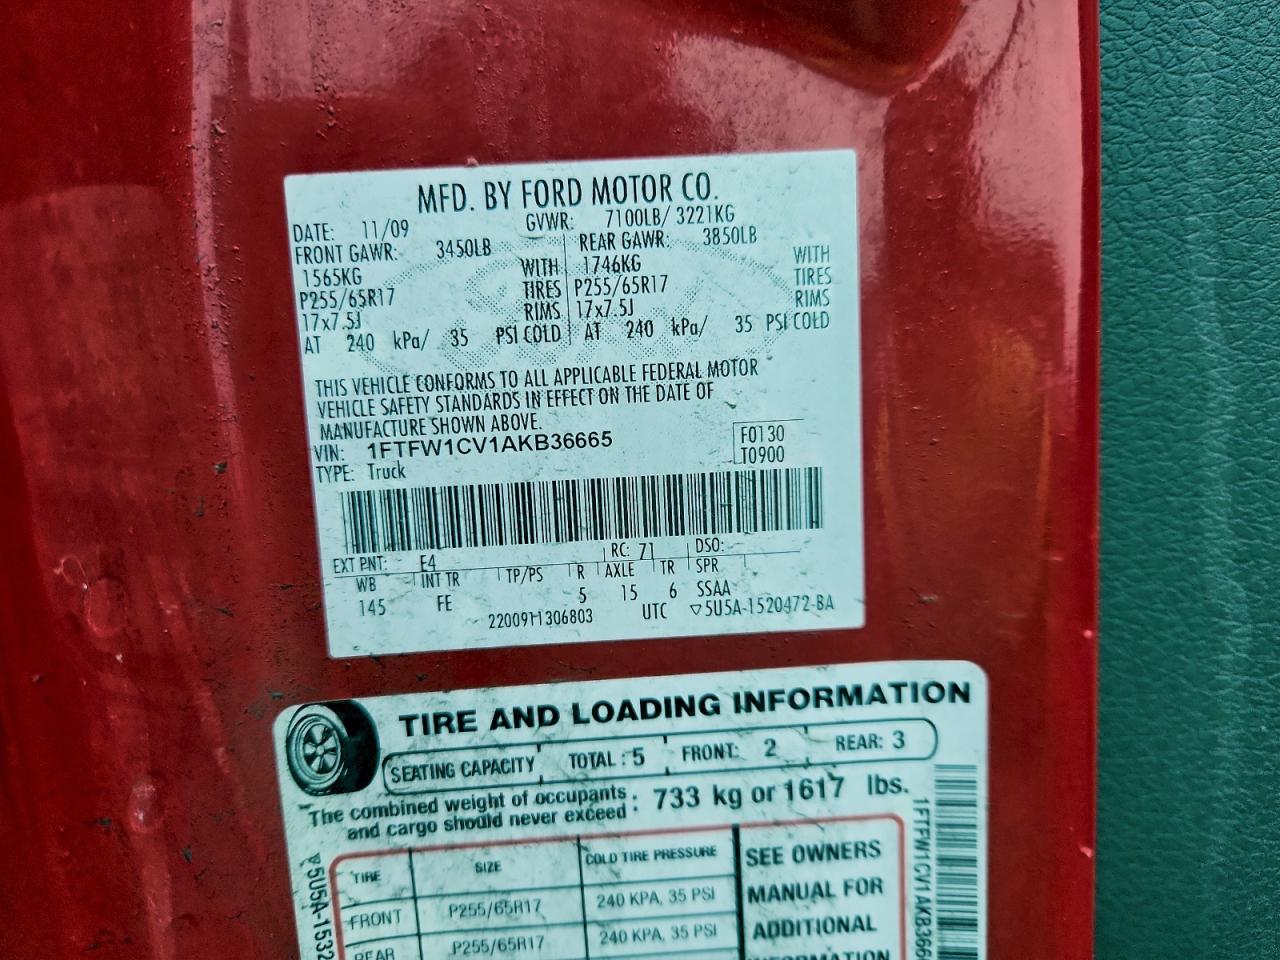 MFD. BY FORD MOTOR CO.
DATE: 11/09 GVWR: 7100LB/ 3221KG
FRONT GAWR: 3450LB REAR GAWR: 3850LB
1565KG WITH 1746KG WITH
P255/65R17 TIRES P255/65R17 TIRES
17x7.5J RIMS 17x7.5J RIMS
AT 240 kPa/ 35 PSI COLD AT 240 kPa/ 35 PSI COLD
THIS VEHICLE CONFORMS TO ALL APPLICABLE FEDERAL MOTOR
VEHICLE SAFETY STANDARDS IN EFFECT ON THE DATE OF
MANUFACTURE SHOWN ABOVE.
VIN: 1FTFW1CV1AKB36665 F0130
TYPE: Truck T0900
EXT PNT: E4 RC: 71 DSO:
WB INT TR TP/PS R AXLE TR SPR
145 FE 5 15 6 SSAA
220091306803 UTC ▽5U5A-1520472-BA
TIRE AND LOADING INFORMATION
SEATING CAPACITY TOTAL : 5 FRONT: 2 REAR: 3
The combined weight of occupants : 733 kg or 1617 lbs.
and cargo should never exceed
TIRE SIZE COLD TIRE PRESSURE SEE OWNERS
FRONT P255/65R17 240 KPA, 35 PSI MANUAL FOR
REAR P255/65R17 240 KPA, 35 PSI ADDITIONAL
INFORMATION
▽5U5A-1532
1FTFW1CV1AKB366